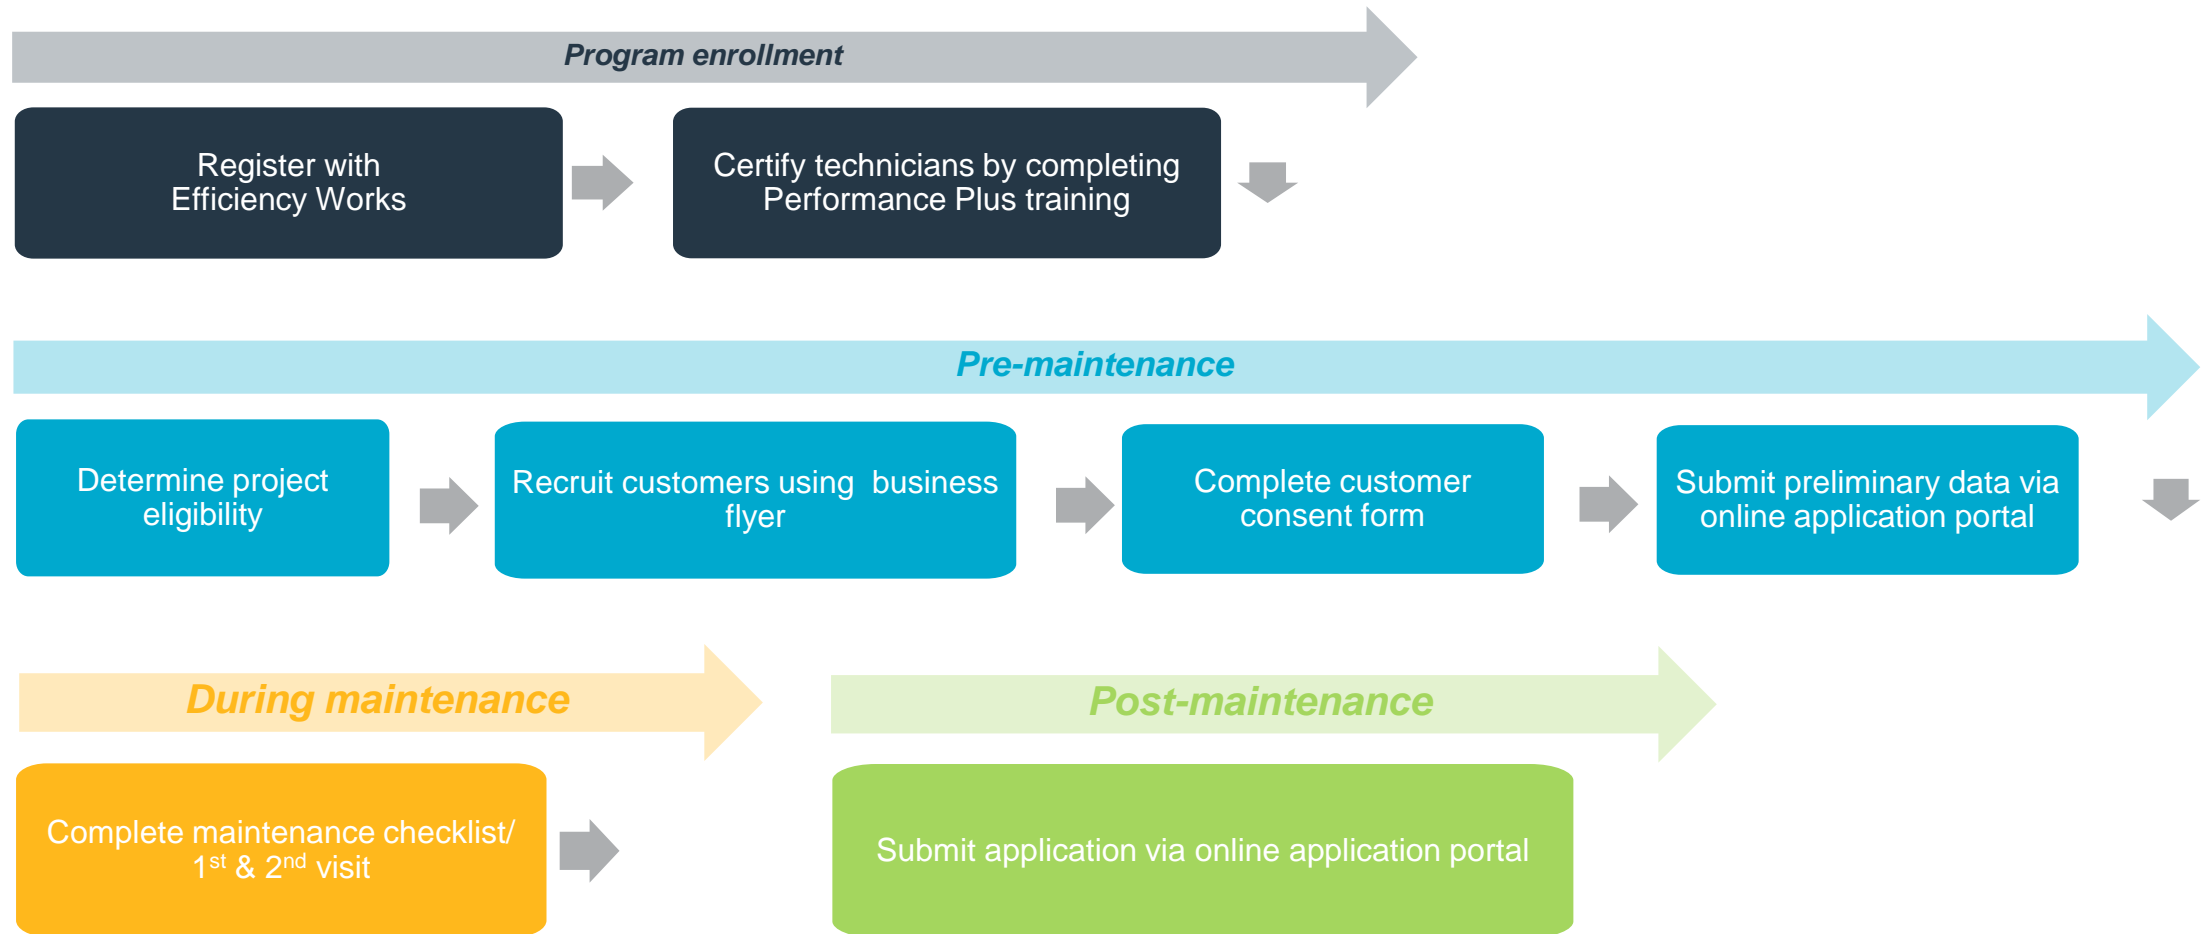 Program enrollment
Register with
Efficiency Works
Certify technicians by completing
Performance Plus training
Pre-maintenance
Determine project
eligibility
Recruit customers using  business
flyer
Complete customer
consent form
Submit preliminary data via
online application portal
During maintenance
Complete maintenance checklist/
1st & 2nd visit
Post-maintenance
Submit application via online application portal